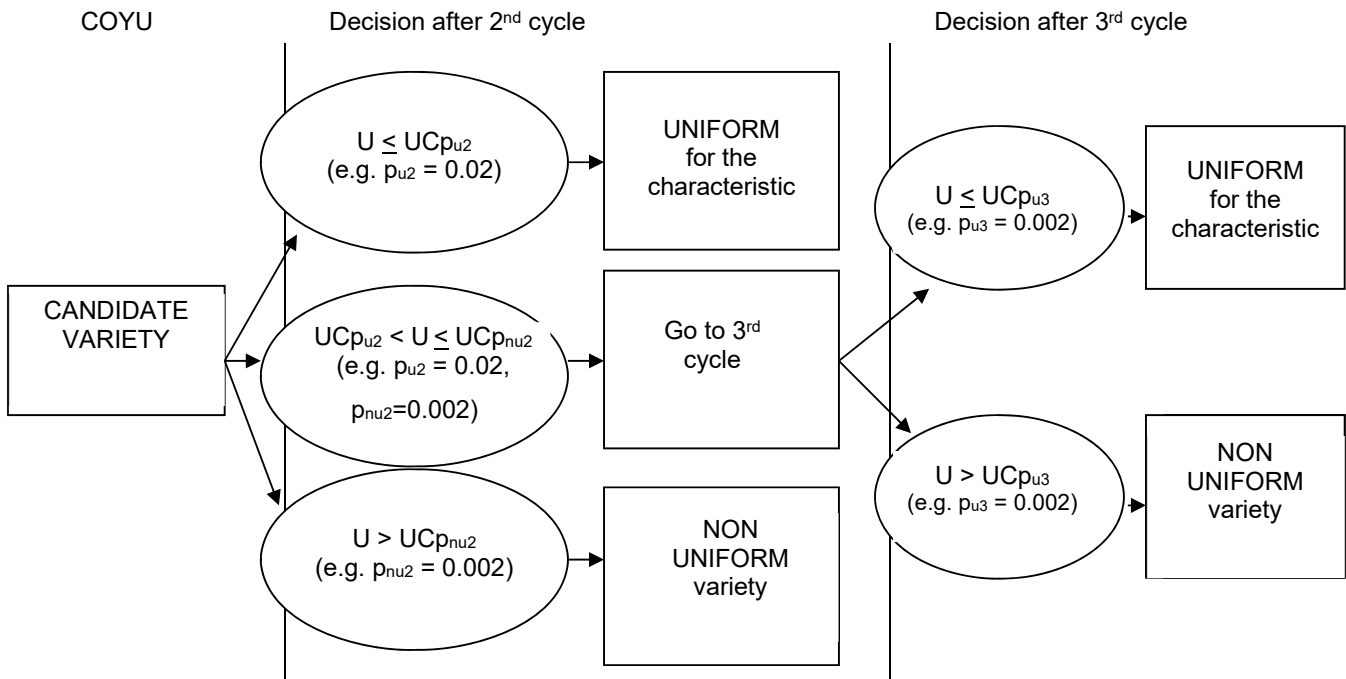 COYU
Decision after 2nd cycle
Decision after 3rd cycle
CANDIDATE
VARIETY
U ≤ UCpu2
(e.g. pu2 = 0.02)
UNIFORM
for the
characteristic
UCpu2 < U ≤ UCpnu2
(e.g. pu2 = 0.02,
pnu2=0.002)
Go to 3rd
cycle
U > UCpnu2
(e.g. pnu2 = 0.002)
NON
UNIFORM
variety
U ≤ UCpu3
(e.g. pu3 = 0.002)
UNIFORM
for the
characteristic
U > UCpu3
(e.g. pu3 = 0.002)
NON
UNIFORM
variety